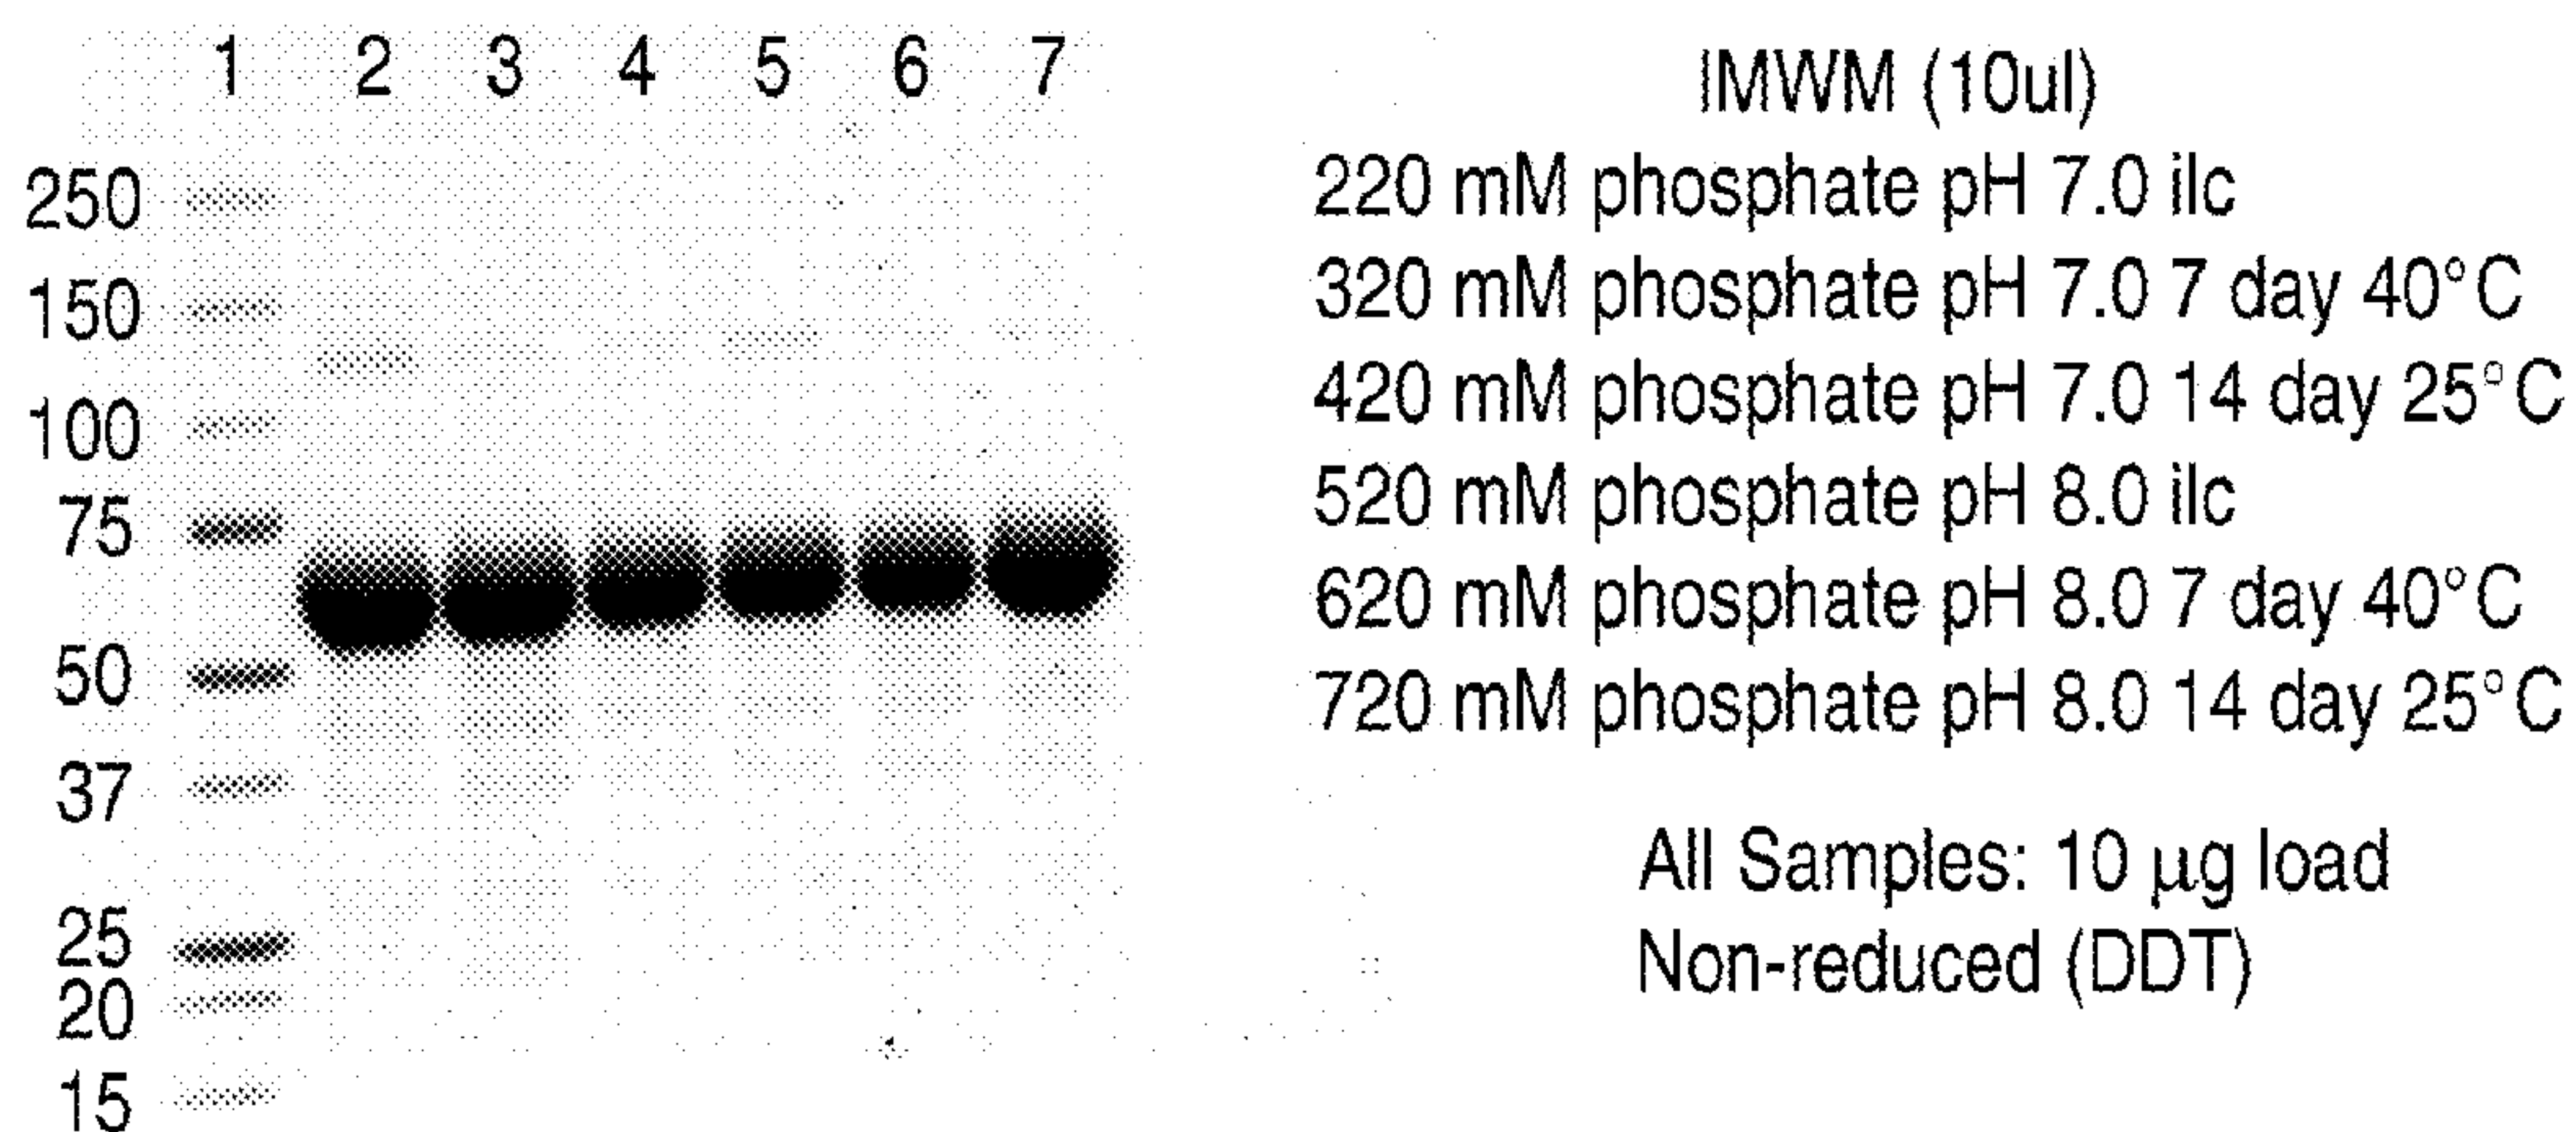 1 2 3 4 5 6 7
250
150
100
75
50
37
25
20
15
IMWM (10ul)
220 mM phosphate pH 7.0 ilc
320 mM phosphate pH 7.0 7 day 40°C
420 mM phosphate pH 7.0 14 day 25°C
520 mM phosphate pH 8.0 ilc
620 mM phosphate pH 8.0 7 day 40°C
720 mM phosphate pH 8.0 14 day 25°C
All Samples: 10 µg load
Non-reduced (DDT)